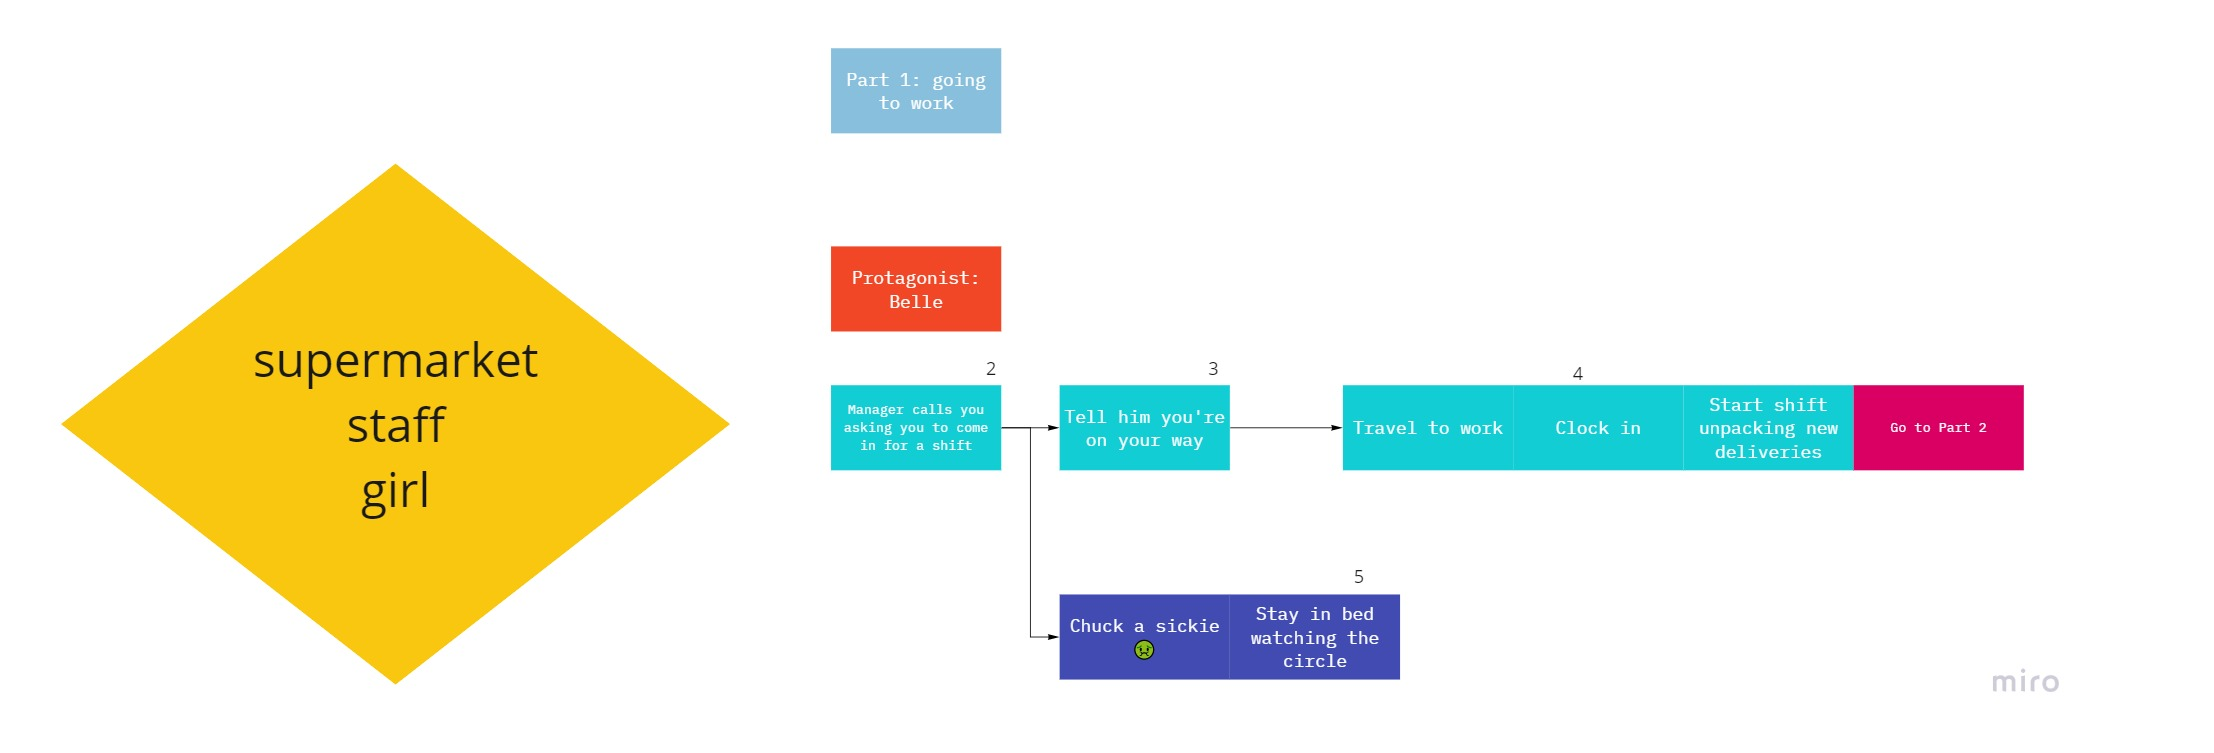 Part 1: going
to work
supermarket
staff
girl
Protagonist:
Belle
2
Manager calls you
asking you to come
in for a shift
3
Tell him you're
on your way
4
Travel to work
Clock in
Start shift
unpacking new
deliveries
Go to Part 2
Chuck a sickie
5
Stay in bed
watching the
circle
miro